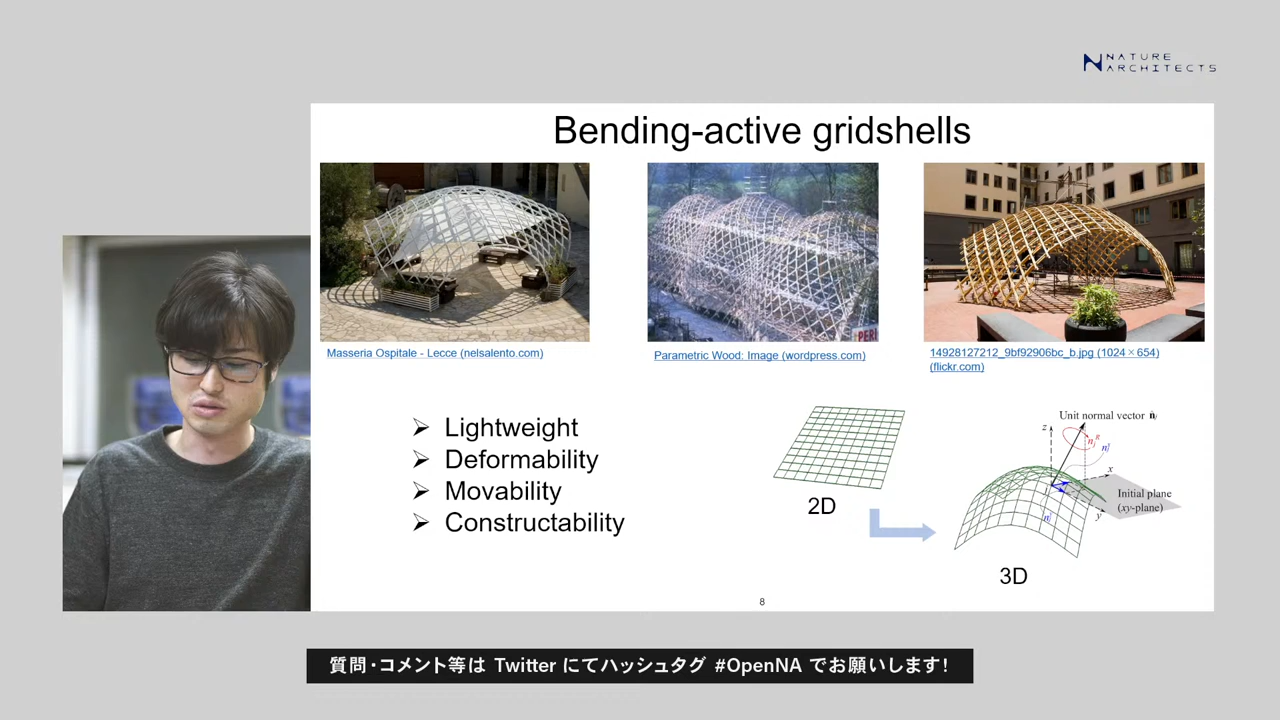 NATURE
ARCHITECTS
Bending-active gridshells
PERI
Masseria Ospitale - Lecce (nelsalento.com)
Parametric Wood: Image (wordpress.com)
14928127212_9bf92906bc_b.jpg (1024×654)
(flickr.com)
➢ Lightweight
➢ Deformability
➢ Movability
➢ Constructability
2D
Unit normal vector
z
x
Initial plane
(xy-plane)
y
3D
8
質問・コメント等は Twitter にてハッシュタグ #OpenNA でお願いします!